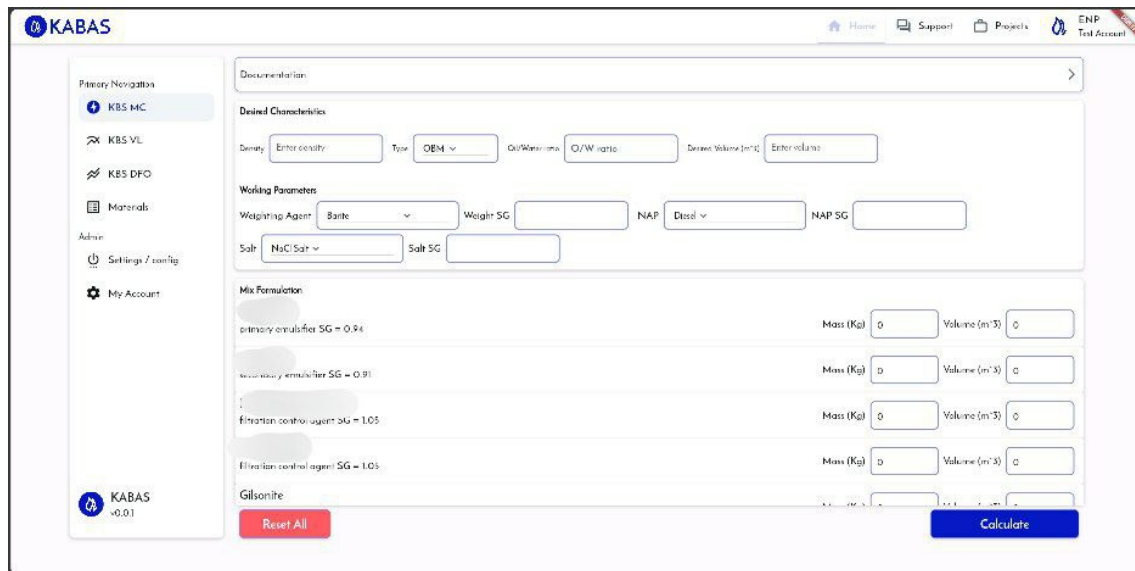 KABAS
Home
Support
Projects
ENP
Test Account
Primary Navigation
KBS MC
KBS VL
KBS DFO
Materials
Admin
Settings / config
My Account
KABAS
v0.0.1
Documentation
Desired Characteristics
Density Enter density Type OBM Oil/Water ratio O/W ratio Desired Volume (m^3) Enter volume
Working Parameters
Weighting Agent Barite Weight SG NAP Diesel NAP SG
Salt NaCl Salt Salt SG
Mix Formulation
primary emulsifier SG = 0.94 Mass (Kg) 0 Volume (m^3) 0
emulsifier SG = 0.91 Mass (Kg) 0 Volume (m^3) 0
filtration control agent SG = 1.05 Mass (Kg) 0 Volume (m^3) 0
filtration control agent SG = 1.05 Mass (Kg) 0 Volume (m^3) 0
Gilsonite
Reset All
Calculate